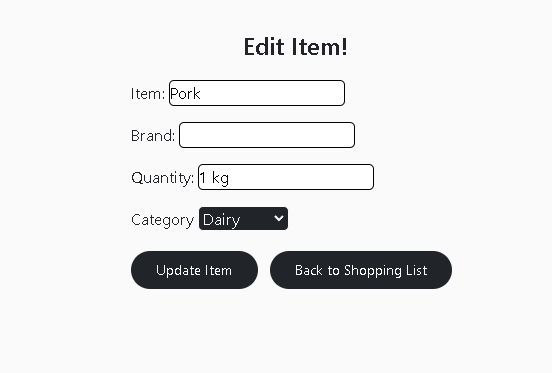 Edit Item!
Item: Pork
Brand:
Quantity: 1 kg
Category Dairy
Update Item Back to Shopping List